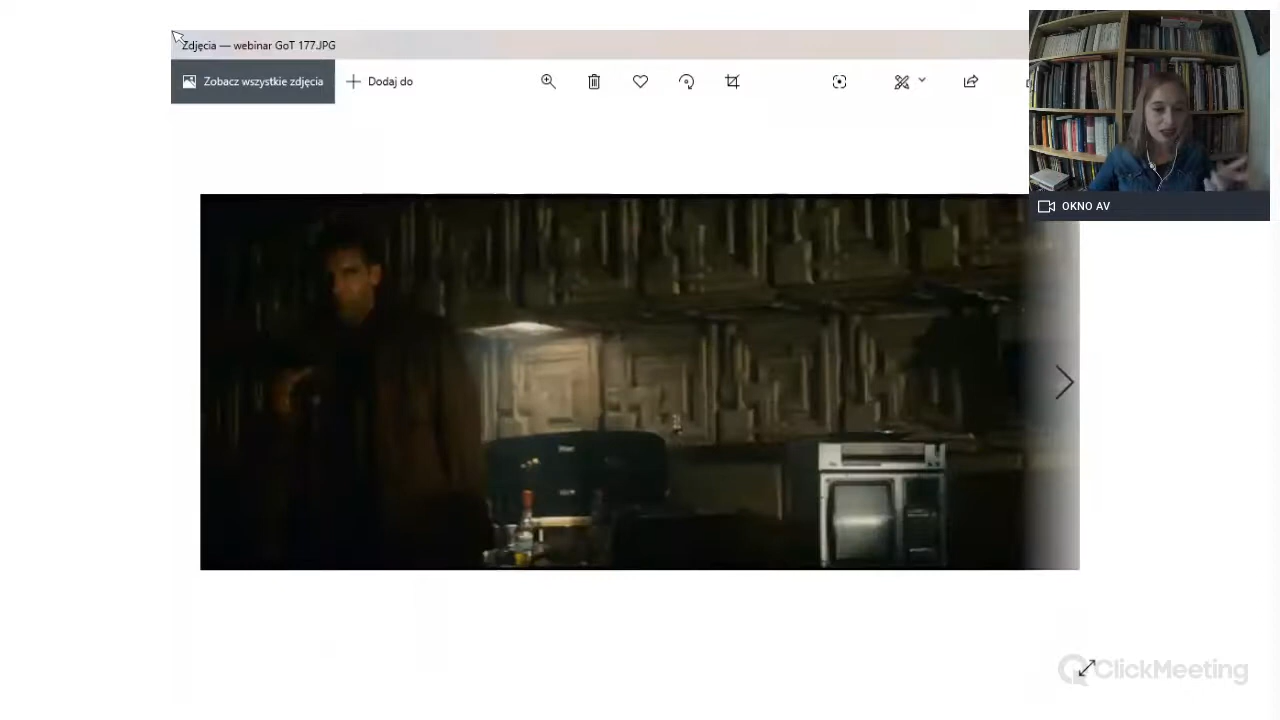 Zdjęcia — webinar GoT 177.JPG
Zobacz wszystkie zdjęcia
Dodaj do
OKNO AV
ClickMeeting